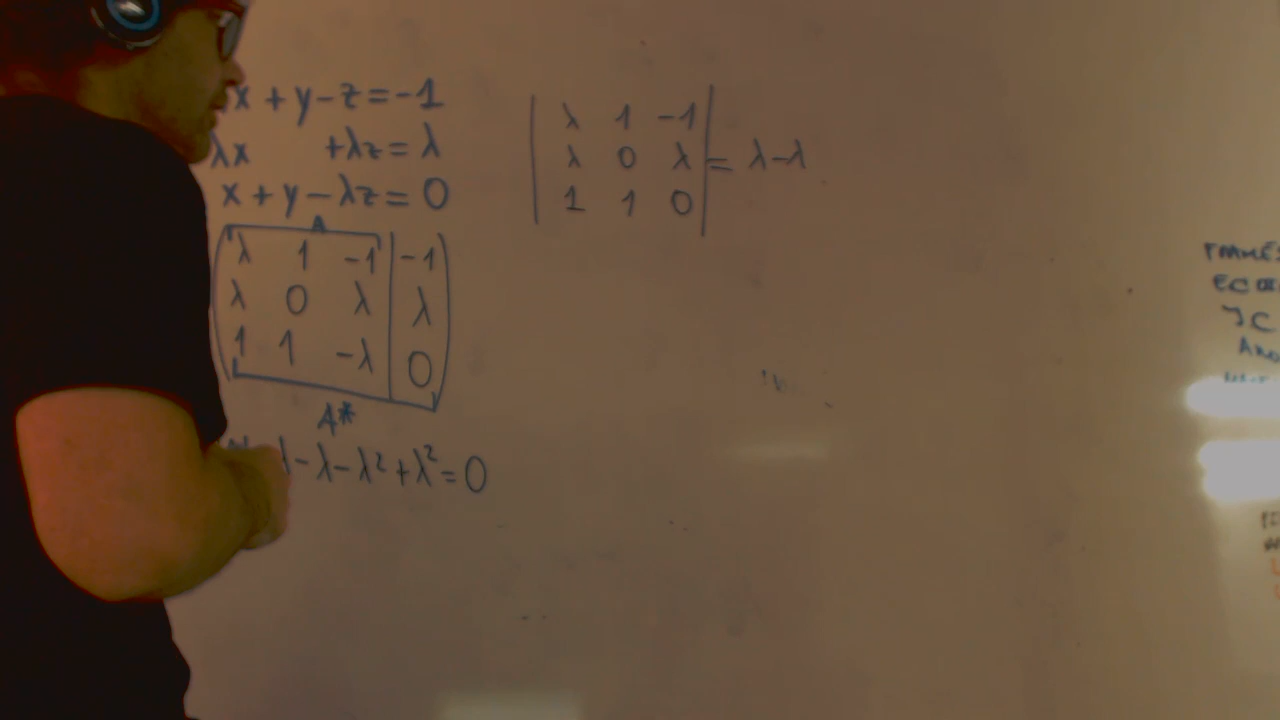 x + y - z = -1
λx + λz = λ
x + y - λz = 0
A
λ 1 -1 | -1
λ 0 λ | λ
1 1 -λ | 0
A*
λ - λ - λ² + λ² = 0
| λ 1 -1 |
| λ 0 λ | = λ - λ
| 1 1 0 |